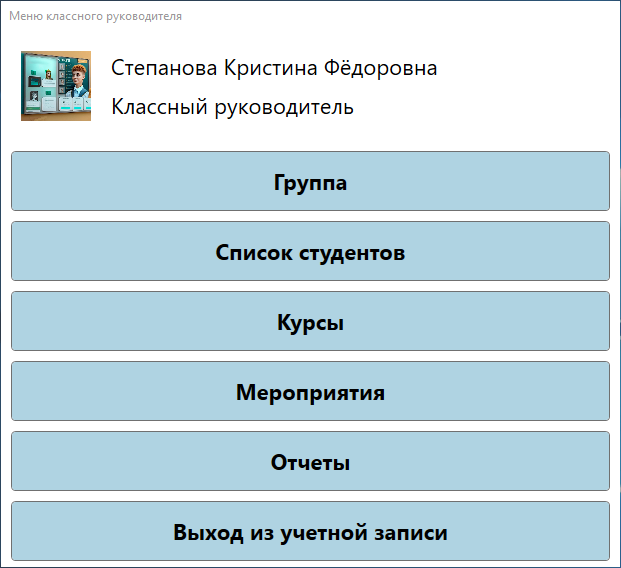 Меню классного руководителя
Степанова Кристина Фёдоровна
Классный руководитель
Группа
Список студентов
Курсы
Мероприятия
Отчеты
Выход из учетной записи